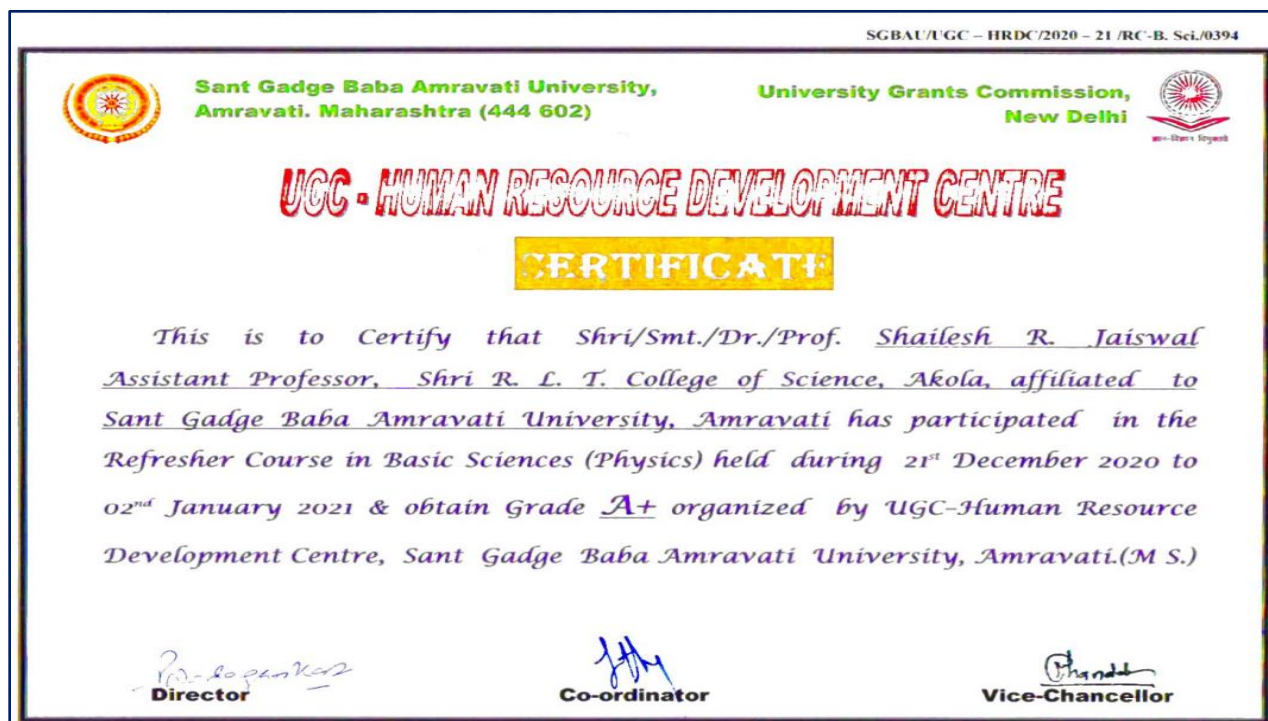 SGBAU/UGC – HRDC/2020 – 21 /RC-B. Sci./0394
Sant Gadge Baba Amravati University,
Amravati. Maharashtra (444 602)
University Grants Commission,
New Delhi
ज्ञान-विज्ञान विमुक्तये
UGC - HUMAN RESOURCE DEVELOPMENT CENTRE
CERTIFICATE
This is to Certify that Shri/Smt./Dr./Prof. Shailesh R. Jaiswal
Assistant Professor, Shri R. L. T. College of Science, Akola, affiliated to
Sant Gadge Baba Amravati University, Amravati has participated in the
Refresher Course in Basic Sciences (Physics) held during 21st December 2020 to
02nd January 2021 & obtain Grade A+ organized by UGC-Human Resource
Development Centre, Sant Gadge Baba Amravati University, Amravati.(M S.)
Director
Co-ordinator
Vice-Chancellor